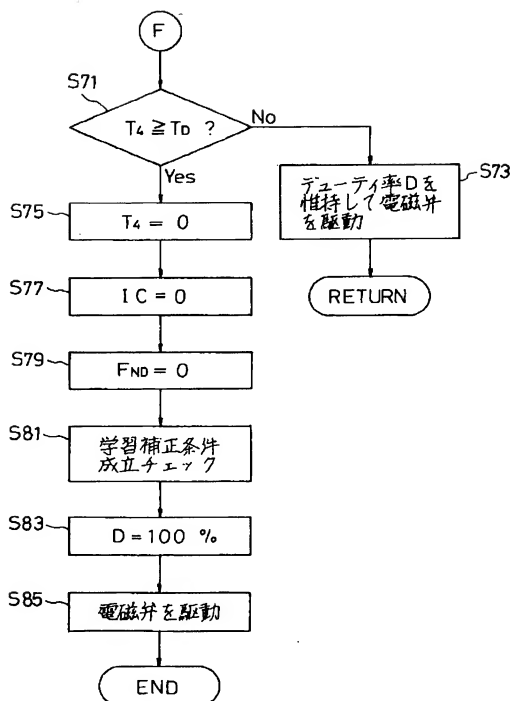 F
S71
T4 ≧ TD ?
No
Yes
S73
デューティ率Dを
維持して電磁弁
を駆動
RETURN
S75
T4 = 0
S77
IC = 0
S79
FND = 0
S81
学習補正条件
成立チェック
S83
D = 100 %
S85
電磁弁を駆動
END